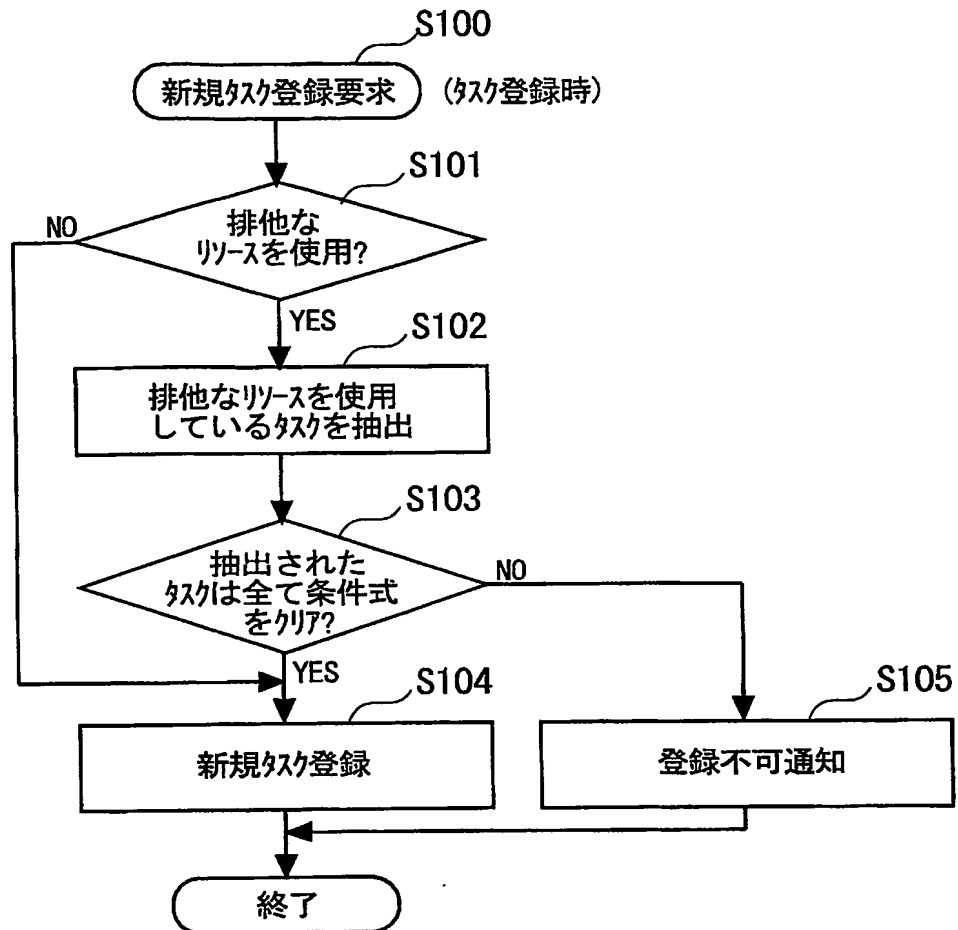 S100
新規ﾀｽｸ登録要求 (ﾀｽｸ登録時)
S101
NO
排他な
ﾘｿｰｽを使用?
YES
S102
排他なﾘｿｰｽを使用
しているﾀｽｸを抽出
S103
抽出された
ﾀｽｸは全て条件式
をｸﾘｱ?
NO
YES
S104
新規ﾀｽｸ登録
S105
登録不可通知
終了